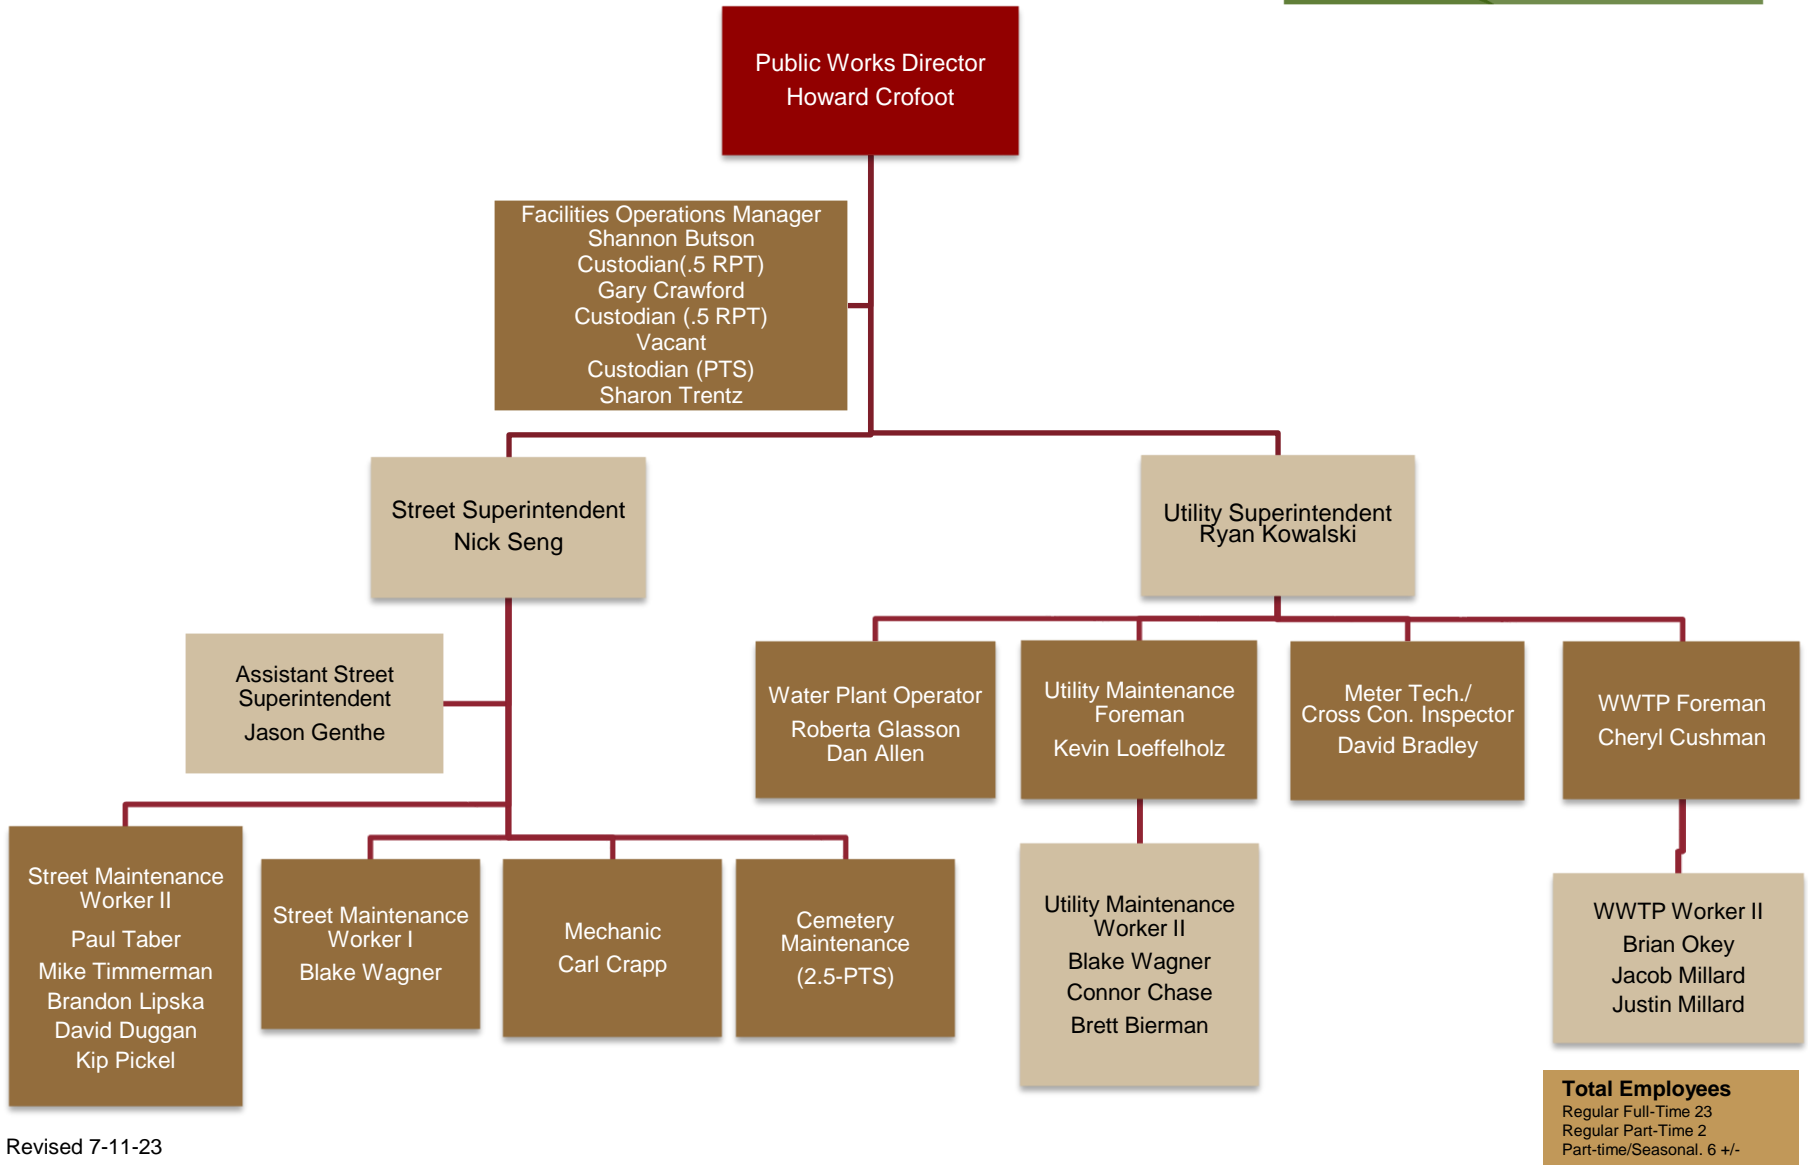 Public Works Director
Howard Crofoot
Facilities Operations Manager
Shannon Butson
Custodian(.5 RPT)
Gary Crawford
Custodian (.5 RPT)
Vacant
Custodian (PTS)
Sharon Trentz
Street Superintendent
Nick Seng
Utility Superintendent
Ryan Kowalski
Assistant Street
Superintendent
Jason Genthe
Water Plant Operator
Roberta Glasson
Dan Allen
Utility Maintenance
Foreman
Kevin Loeffelholz
Meter Tech./
Cross Con. Inspector
David Bradley
WWTP Foreman
Cheryl Cushman
Street Maintenance
Worker II
Paul Taber
Mike Timmerman
Brandon Lipska
David Duggan
Kip Pickel
Street Maintenance
Worker I
Blake Wagner
Mechanic
Carl Crapp
Cemetery
Maintenance
(2.5-PTS)
Utility Maintenance
Worker II
Blake Wagner
Connor Chase
Brett Bierman
WWTP Worker II
Brian Okey
Jacob Millard
Justin Millard
Total Employees
Regular Full-Time 23
Regular Part-Time 2
Part-time/Seasonal. 6 +/-
Revised 7-11-23